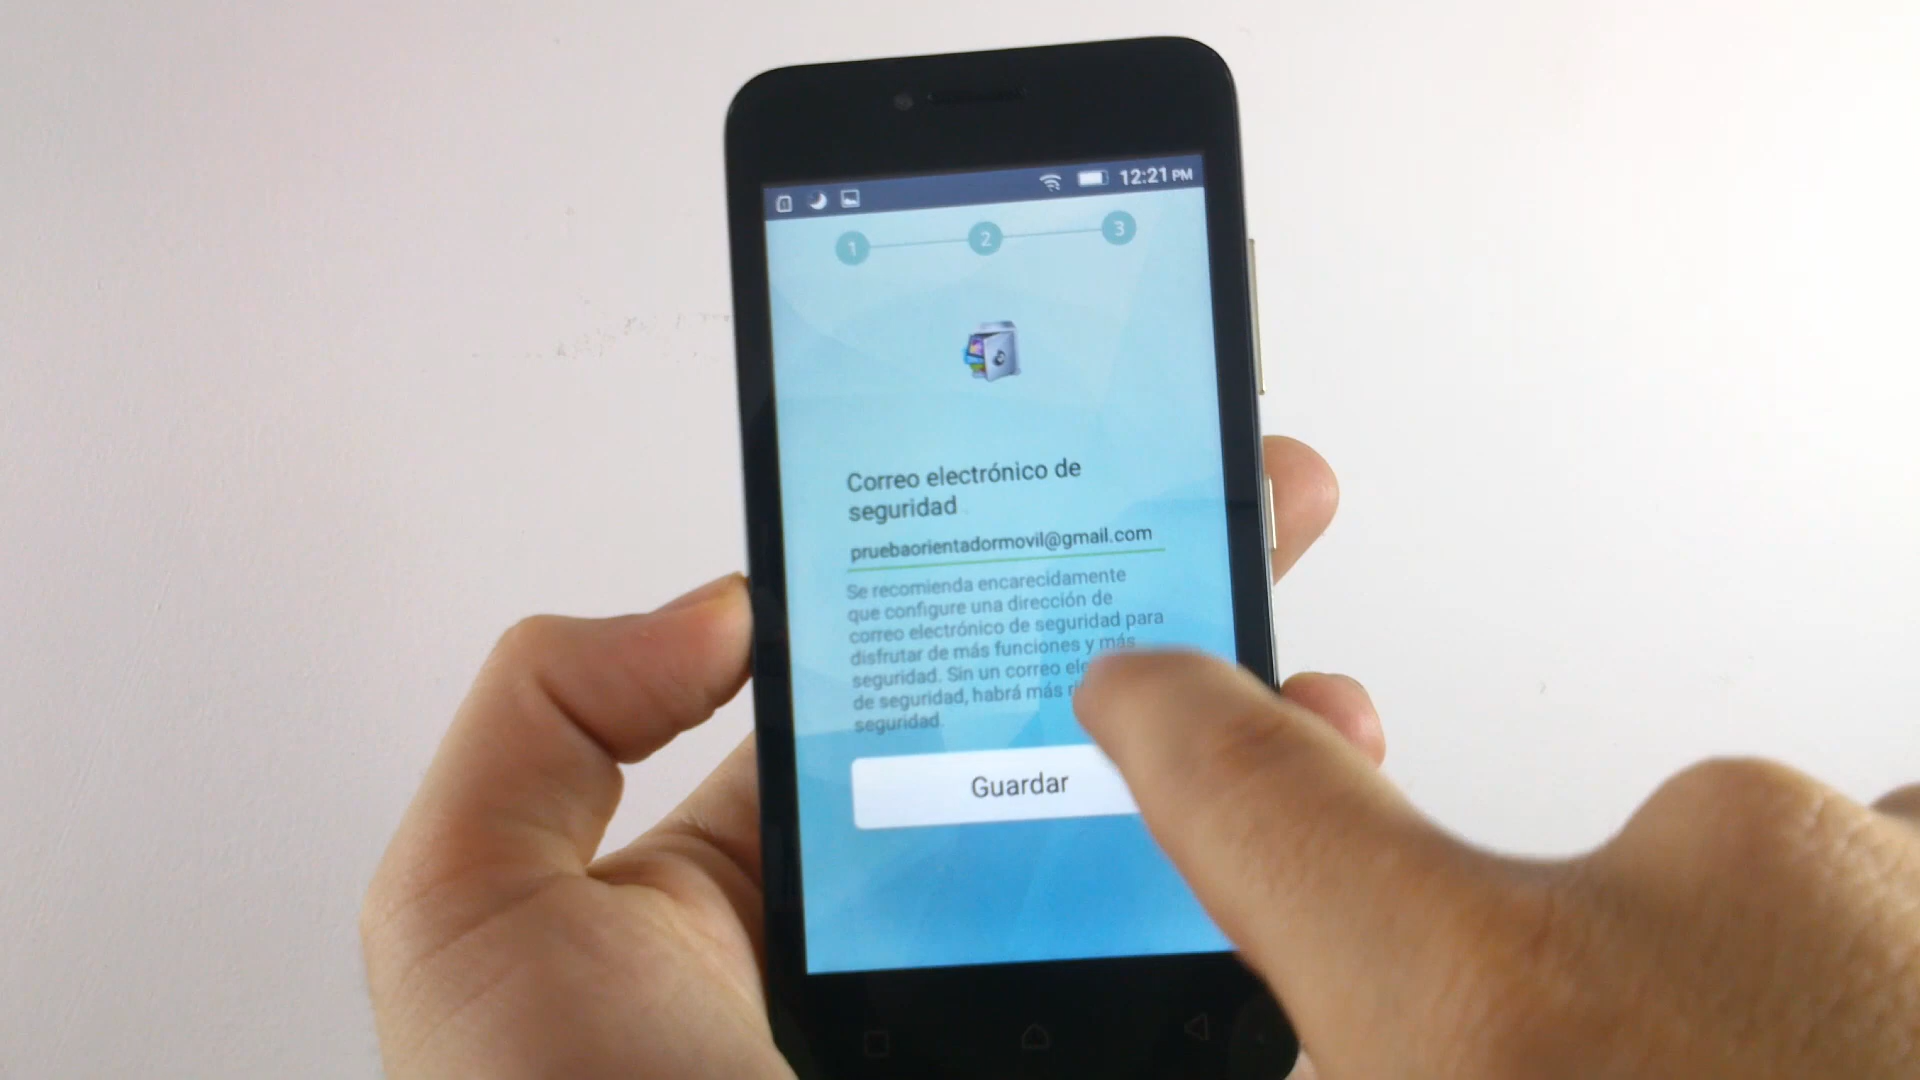 12:21 PM
1 2 3
Correo electrónico de
seguridad
pruebaorientadormovil@gmail.com
Se recomienda encarecidamente
que configure una dirección de
correo electrónico de seguridad para
disfrutar de más funciones y más
seguridad. Sin un correo
de seguridad, habrá más
seguridad.
Guardar